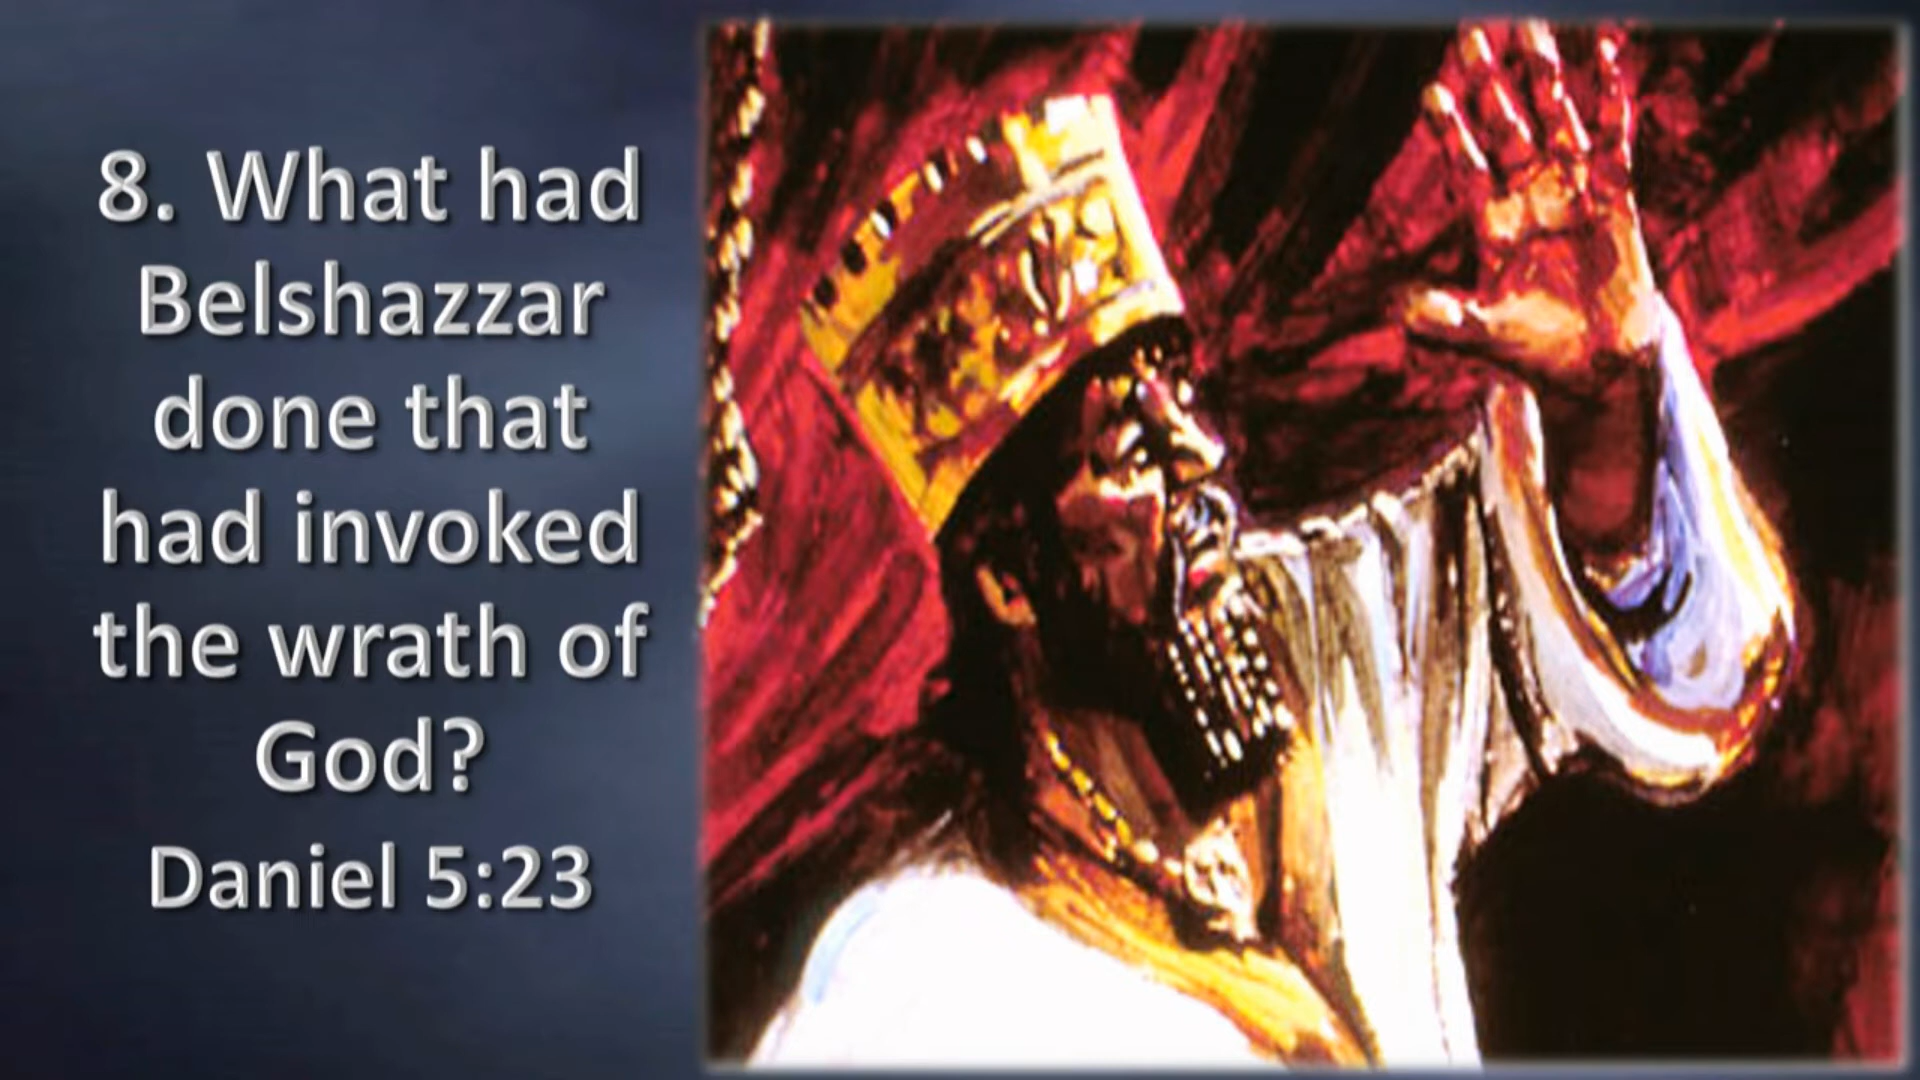 8. What had
Belshazzar
done that
had invoked
the wrath of
God?
Daniel 5:23